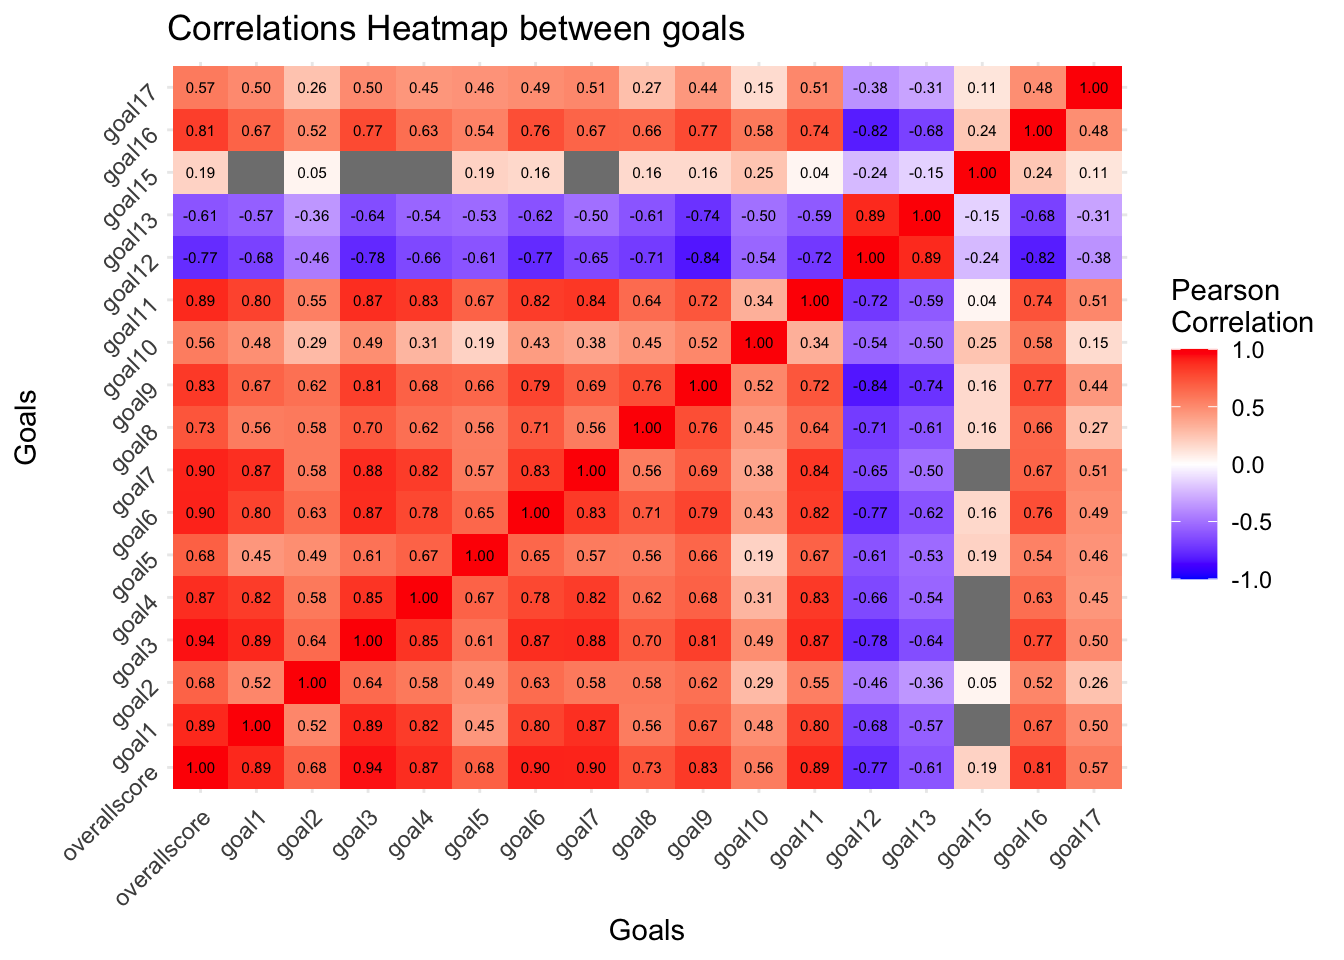 Correlations Heatmap between goals
goal17 0.57 0.50 0.26 0.50 0.45 0.46 0.49 0.51 0.27 0.44 0.15 0.51 -0.38 -0.31 0.11 0.48 1.00
goal16 0.81 0.67 0.52 0.77 0.63 0.54 0.76 0.67 0.66 0.77 0.58 0.74 -0.82 -0.68 0.24 1.00 0.48
goal15 0.19 0.05 0.19 0.16 0.16 0.16 0.25 0.04 -0.24 -0.15 1.00 0.24 0.11
goal13 -0.61 -0.57 -0.36 -0.64 -0.54 -0.53 -0.62 -0.50 -0.61 -0.74 -0.50 -0.59 0.89 1.00 -0.15 -0.68 -0.31
goal12 -0.77 -0.68 -0.46 -0.78 -0.66 -0.61 -0.77 -0.65 -0.71 -0.84 -0.54 -0.72 1.00 0.89 -0.24 -0.82 -0.38
goal11 0.89 0.80 0.55 0.87 0.83 0.67 0.82 0.84 0.64 0.72 0.34 1.00 -0.72 -0.59 0.04 0.74 0.51
goal10 0.56 0.48 0.29 0.49 0.31 0.19 0.43 0.38 0.45 0.52 1.00 0.34 -0.54 -0.50 0.25 0.58 0.15
goal9 0.83 0.67 0.62 0.81 0.68 0.66 0.79 0.69 0.76 1.00 0.52 0.72 -0.84 -0.74 0.16 0.77 0.44
goal8 0.73 0.56 0.58 0.70 0.62 0.56 0.71 0.56 1.00 0.76 0.45 0.64 -0.71 -0.61 0.16 0.66 0.27
goal7 0.90 0.87 0.58 0.88 0.82 0.57 0.83 1.00 0.56 0.69 0.38 0.84 -0.65 -0.50 0.67 0.51
goal6 0.90 0.80 0.63 0.87 0.78 0.65 1.00 0.83 0.71 0.79 0.43 0.82 -0.77 -0.62 0.16 0.76 0.49
goal5 0.68 0.45 0.49 0.61 0.67 1.00 0.65 0.57 0.56 0.66 0.19 0.67 -0.61 -0.53 0.19 0.54 0.46
goal4 0.87 0.82 0.58 0.85 1.00 0.67 0.78 0.82 0.62 0.68 0.31 0.83 -0.66 -0.54 0.63 0.45
goal3 0.94 0.89 0.64 1.00 0.85 0.61 0.87 0.88 0.70 0.81 0.49 0.87 -0.78 -0.64 0.77 0.50
goal2 0.68 0.52 1.00 0.64 0.58 0.49 0.63 0.58 0.58 0.62 0.29 0.55 -0.46 -0.36 0.05 0.52 0.26
goal1 0.89 1.00 0.52 0.89 0.82 0.45 0.80 0.87 0.56 0.67 0.48 0.80 -0.68 -0.57 0.67 0.50
overallscore 1.00 0.89 0.68 0.94 0.87 0.68 0.90 0.90 0.73 0.83 0.56 0.89 -0.77 -0.61 0.19 0.81 0.57
overallscore goal1 goal2 goal3 goal4 goal5 goal6 goal7 goal8 goal9 goal10 goal11 goal12 goal13 goal15 goal16 goal17
Goals
Goals
Pearson
Correlation
1.0
0.5
0.0
-0.5
-1.0